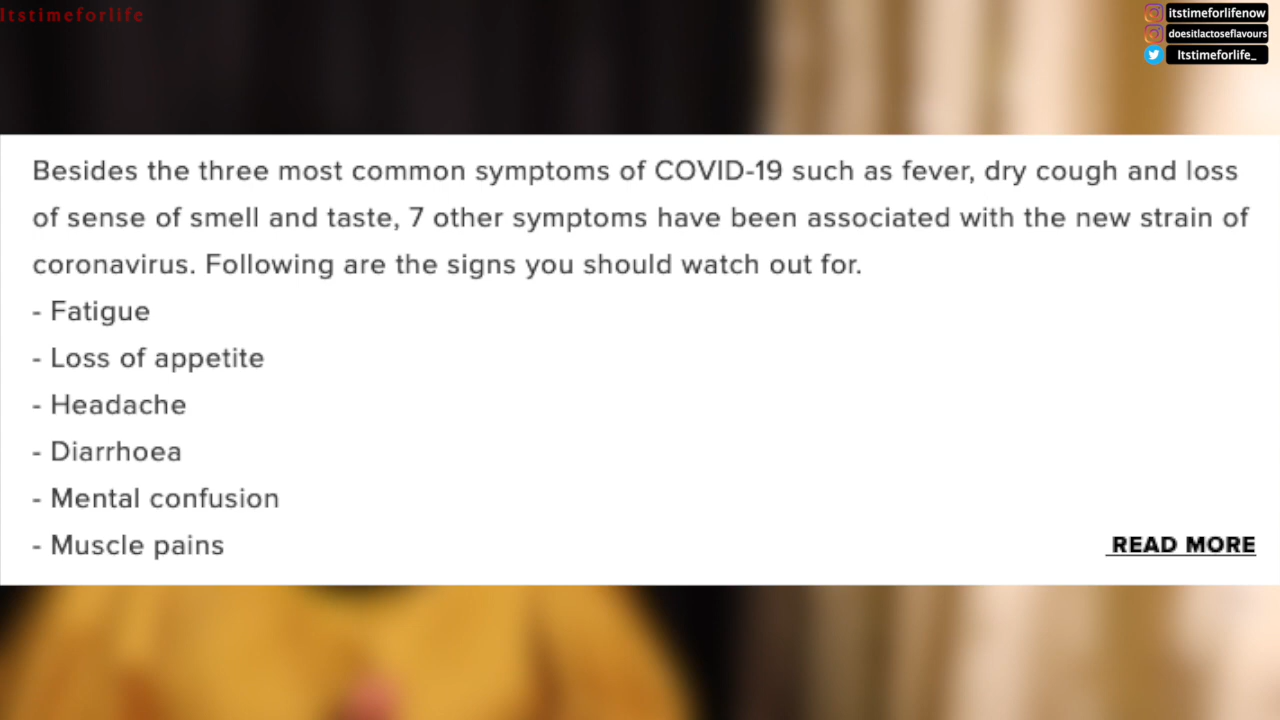 Itstimeforlife
itstimeforlifenow
doesitlactoseflavours
Itstimeforlife_
Besides the three most common symptoms of COVID-19 such as fever, dry cough and loss
of sense of smell and taste, 7 other symptoms have been associated with the new strain of
coronavirus. Following are the signs you should watch out for.
- Fatigue
- Loss of appetite
- Headache
- Diarrhoea
- Mental confusion
- Muscle pains
READ MORE